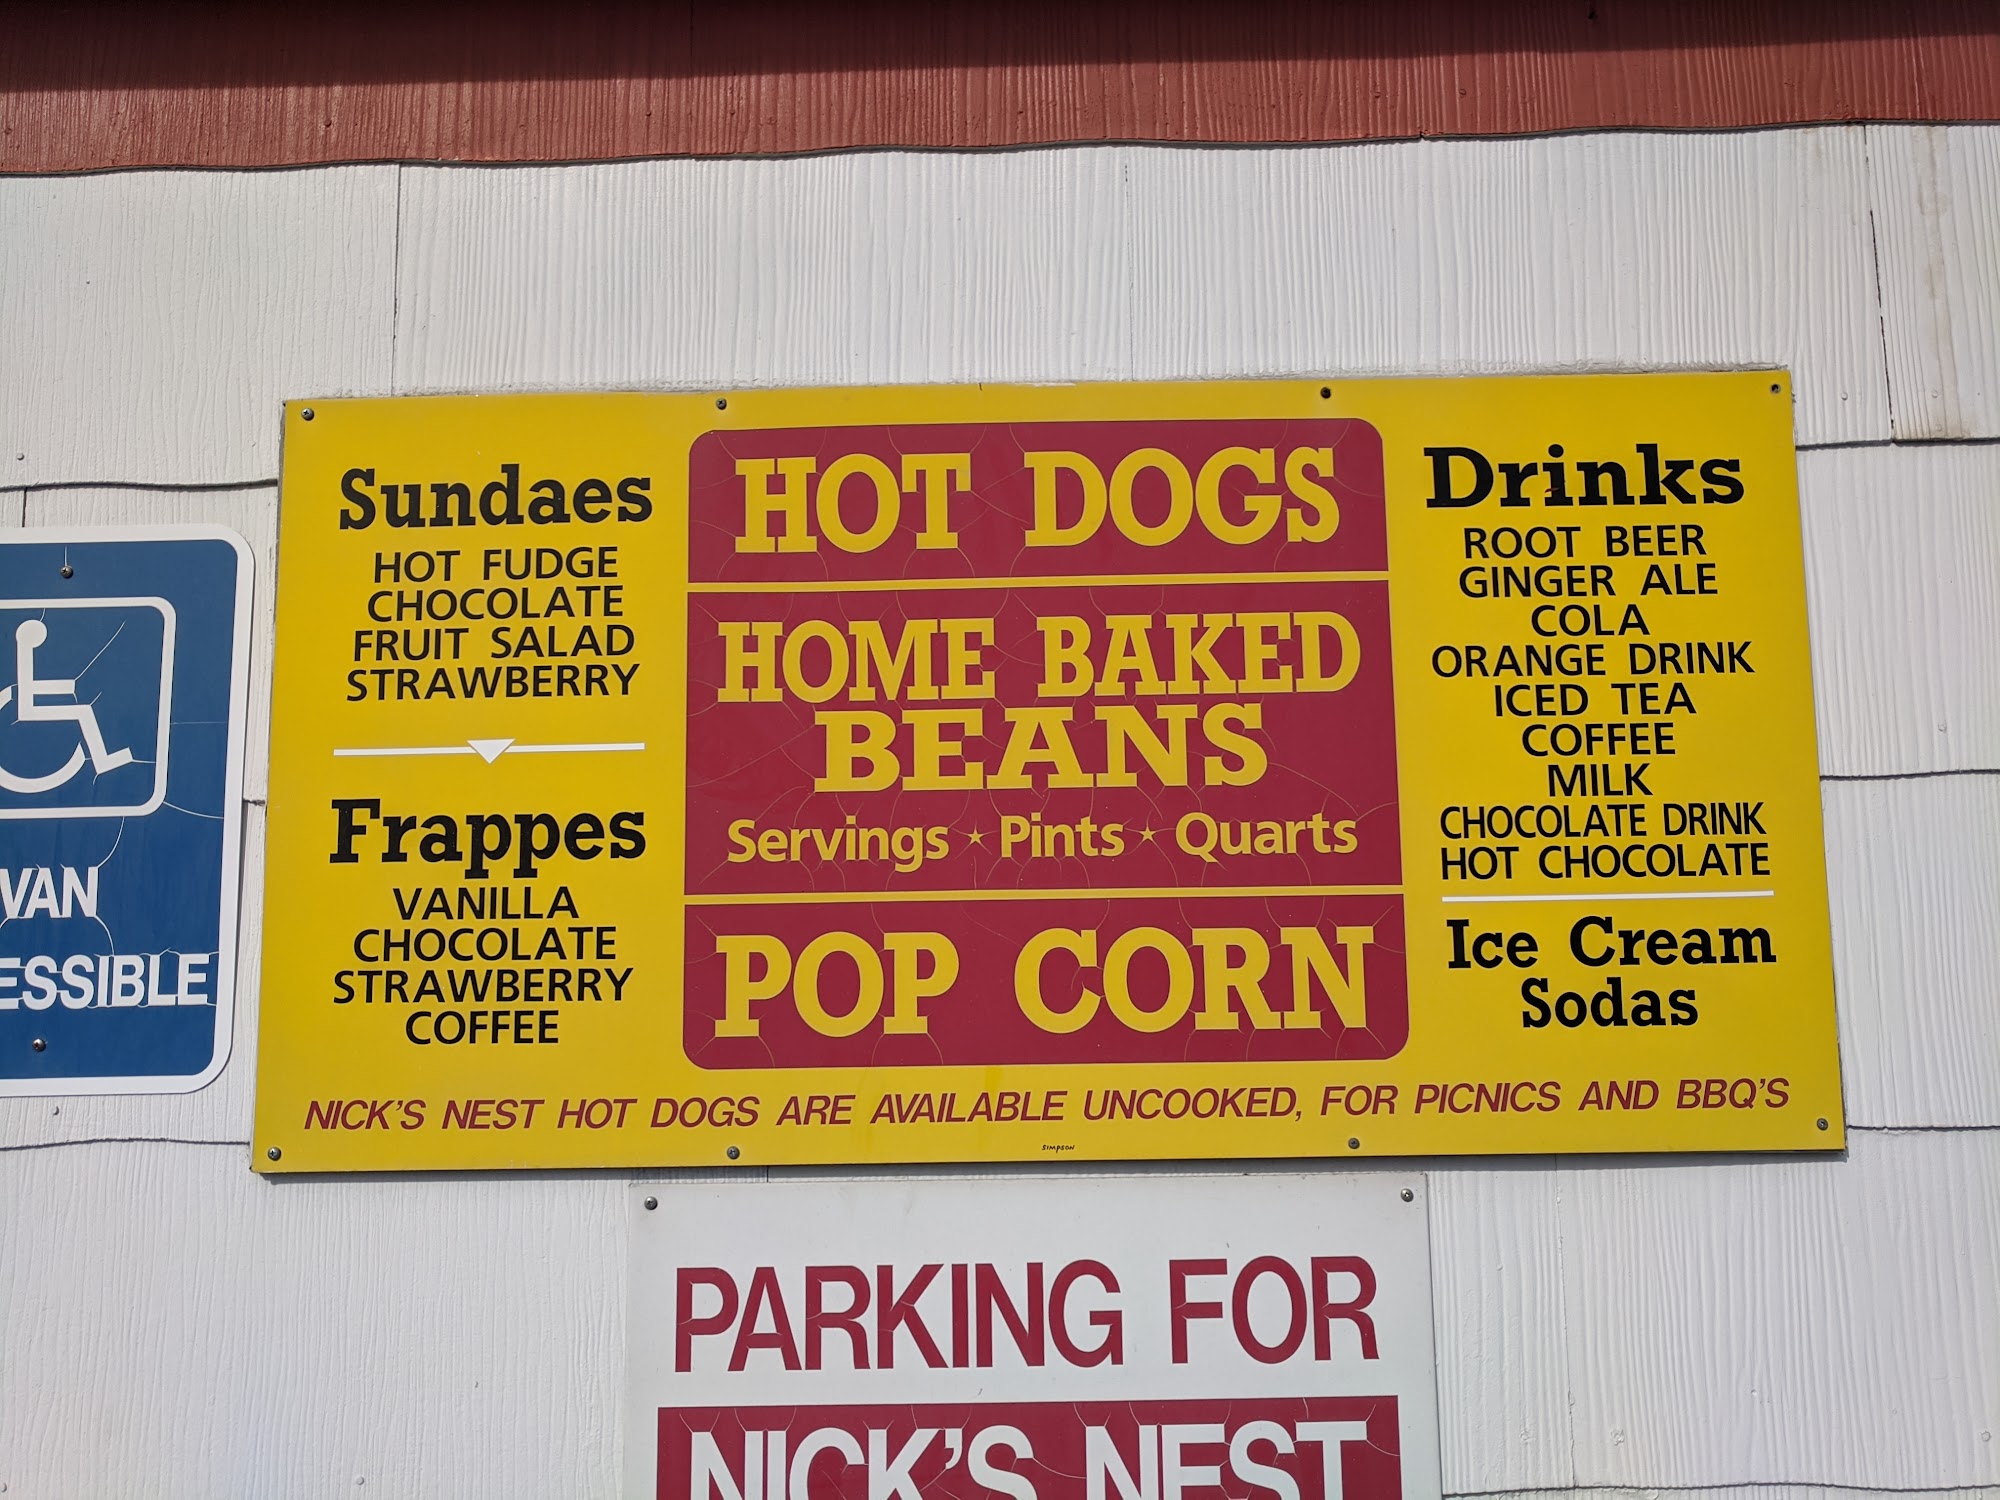 Sundaes
HOT FUDGE
CHOCOLATE
FRUIT SALAD
STRAWBERRY
Frappes
VANILLA
CHOCOLATE
STRAWBERRY
COFFEE
HOT DOGS
HOME BAKED
BEANS
Servings ★ Pints ★ Quarts
POP CORN
Drinks
ROOT BEER
GINGER ALE
COLA
ORANGE DRINK
ICED TEA
COFFEE
MILK
CHOCOLATE DRINK
HOT CHOCOLATE
Ice Cream
Sodas
NICK'S NEST HOT DOGS ARE AVAILABLE UNCOOKED, FOR PICNICS AND BBQ'S
SIMPSON
VAN
ESSIBLE
PARKING FOR
NICK'S NEST